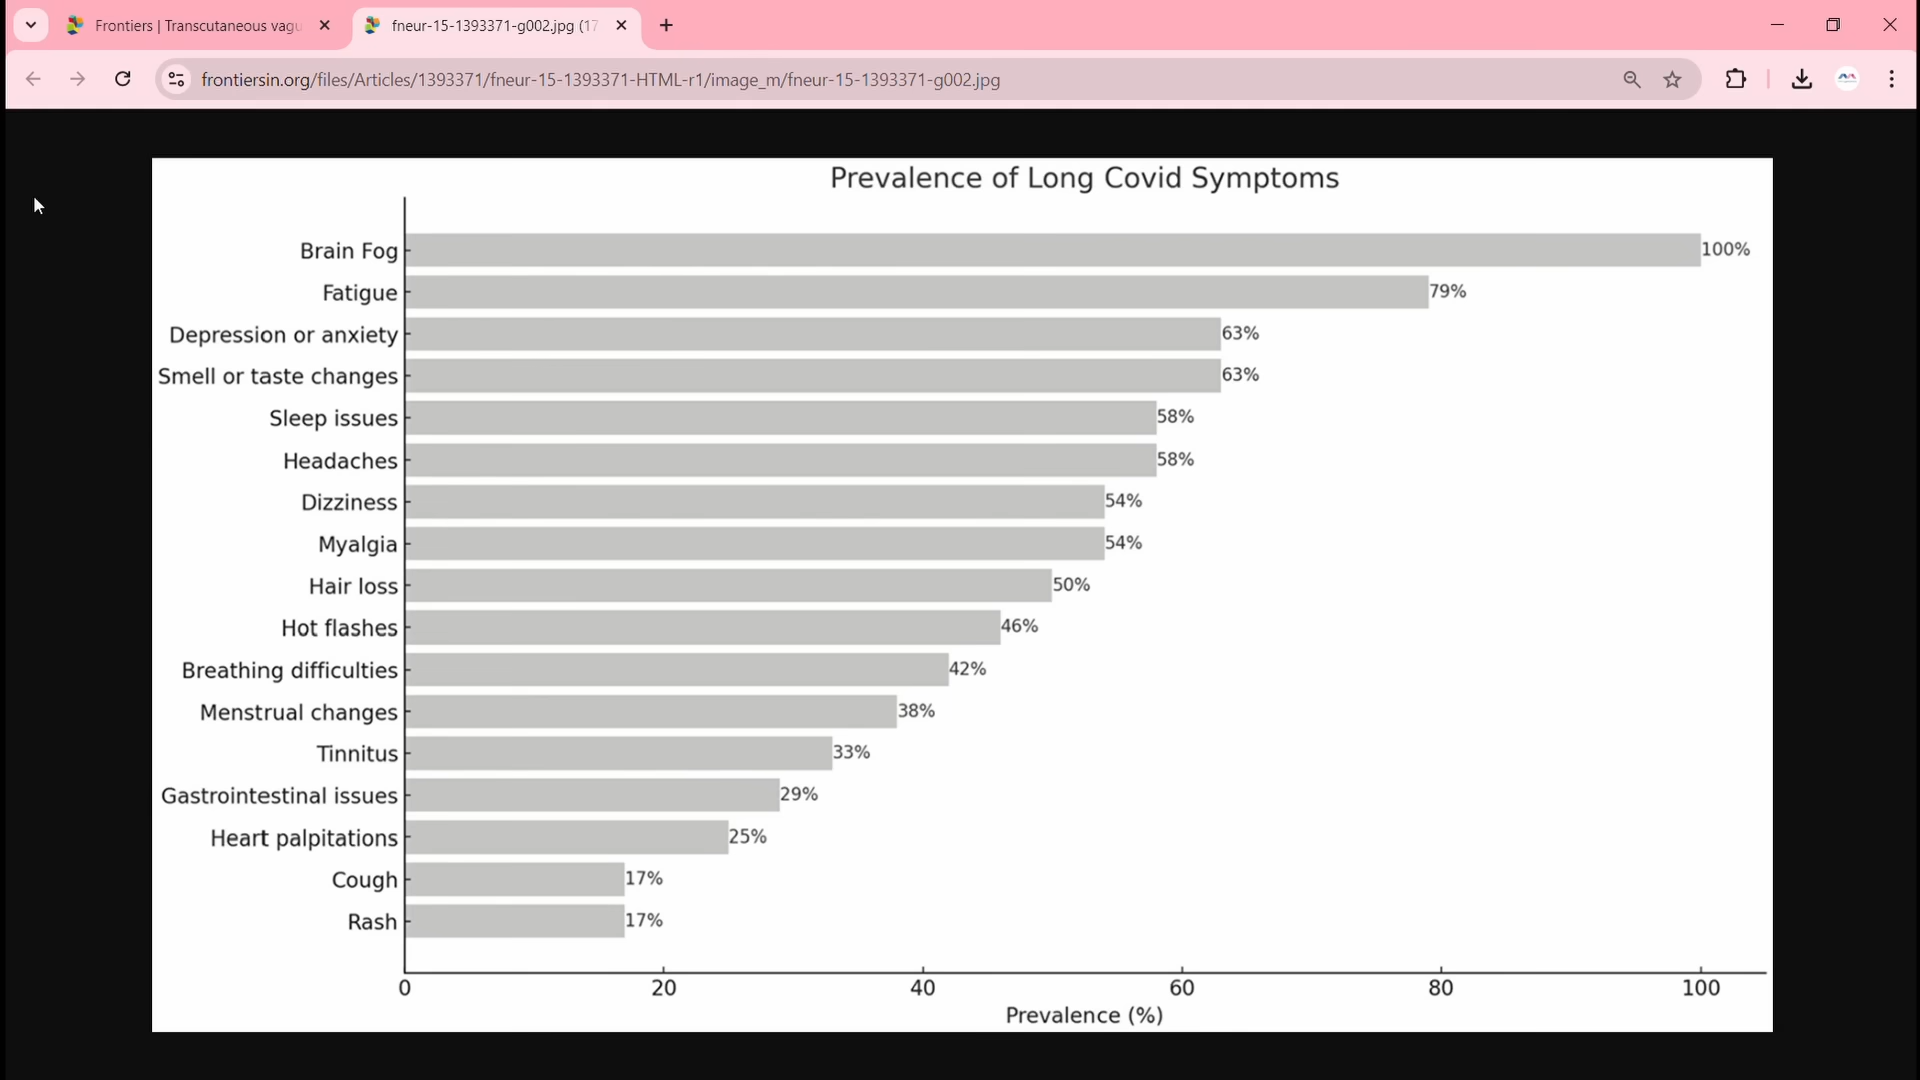 Frontiers | Transcutaneous vagu
fneur-15-1393371-g002.jpg (17
frontiersin.org/files/Articles/1393371/fneur-15-1393371-HTML-r1/image_m/fneur-15-1393371-g002.jpg
Prevalence of Long Covid Symptoms
Brain Fog 100%
Fatigue 79%
Depression or anxiety 63%
Smell or taste changes 63%
Sleep issues 58%
Headaches 58%
Dizziness 54%
Myalgia 54%
Hair loss 50%
Hot flashes 46%
Breathing difficulties 42%
Menstrual changes 38%
Tinnitus 33%
Gastrointestinal issues 29%
Heart palpitations 25%
Cough 17%
Rash 17%
0 20 40 60 80 100
Prevalence (%)